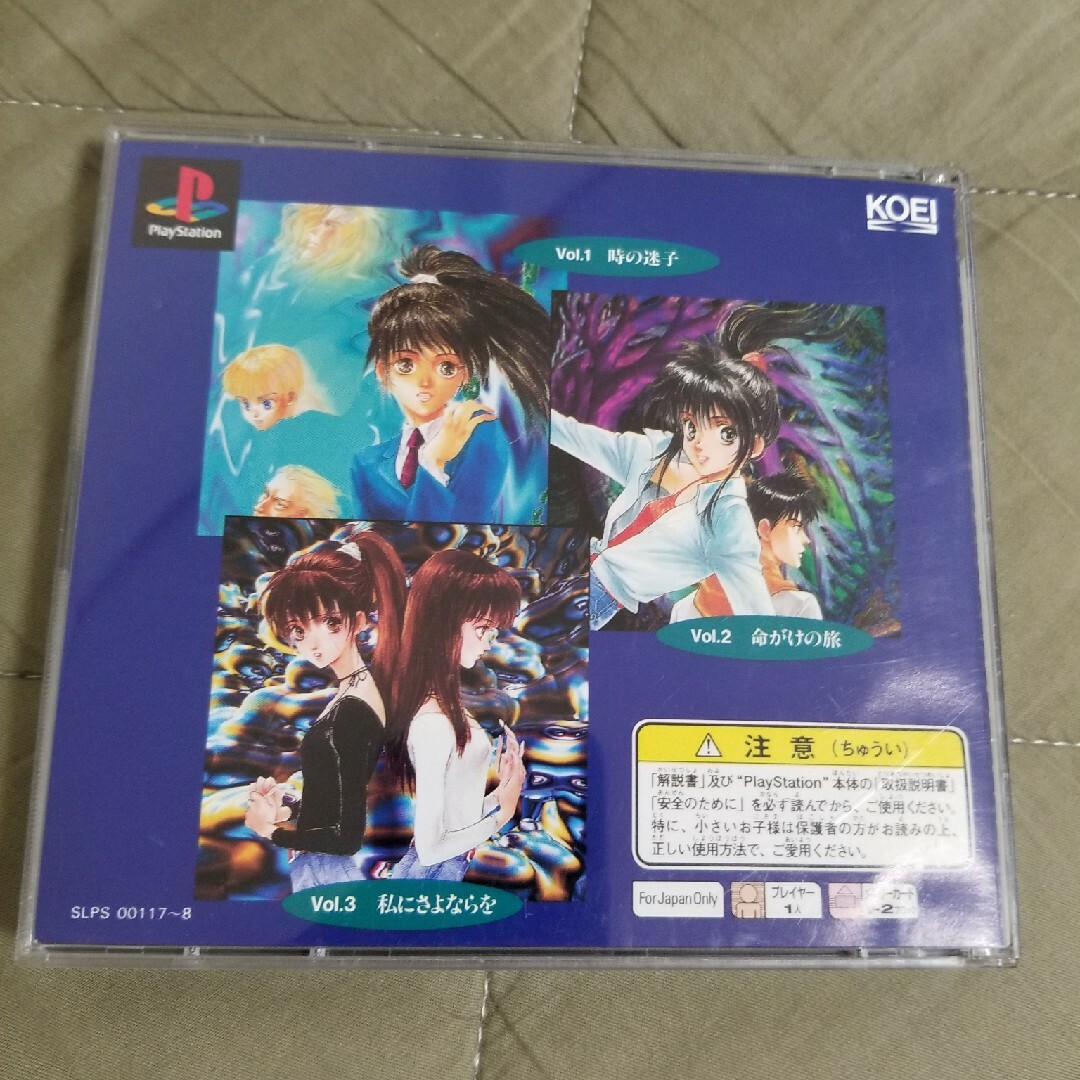 PlayStation
KOEI
Vol.1 時の迷子
Vol.2 命がけの旅
Vol.3 私にさよならを
注意(ちゅうい)
「解説書」及び“PlayStation”本体の「取扱説明書」
「安全のために」を必ず読んでから、ご使用ください。
特に、小さいお子様は保護者の方がお読みの上、
正しい使用方法で、ご愛用ください。
For Japan Only
プレイヤー
1人
SLPS 00117~8